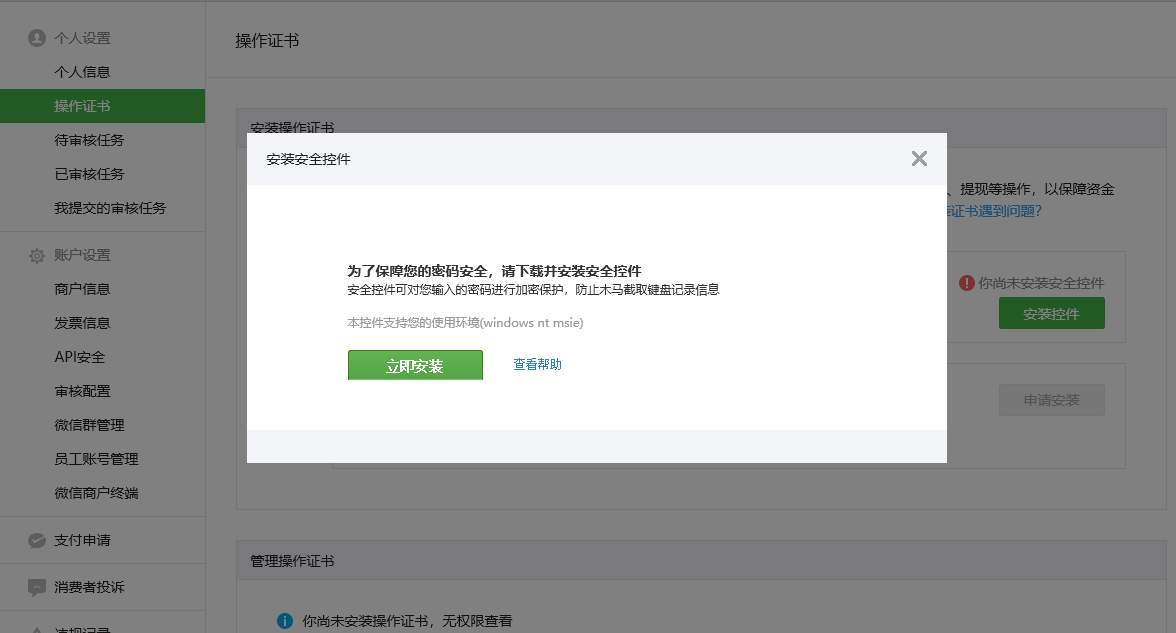 个人设置
个人信息
操作证书
待审核任务
已审核任务
我提交的审核任务
账户设置
商户信息
发票信息
API安全
审核配置
微信群管理
员工账号管理
微信商户终端
支付申请
消费者投诉
违规记录
操作证书
安装操作证书
、提现等操作，以保障资金
证书遇到问题?
你尚未安装安全控件
安装控件
申请安装
安装安全控件
为了保障您的密码安全，请下载并安装安全控件
安全控件可对您输入的密码进行加密保护，防止木马截取键盘记录信息
本控件支持您的使用环境(windows nt msie)
立即安装
查看帮助
管理操作证书
你尚未安装操作证书，无权限查看